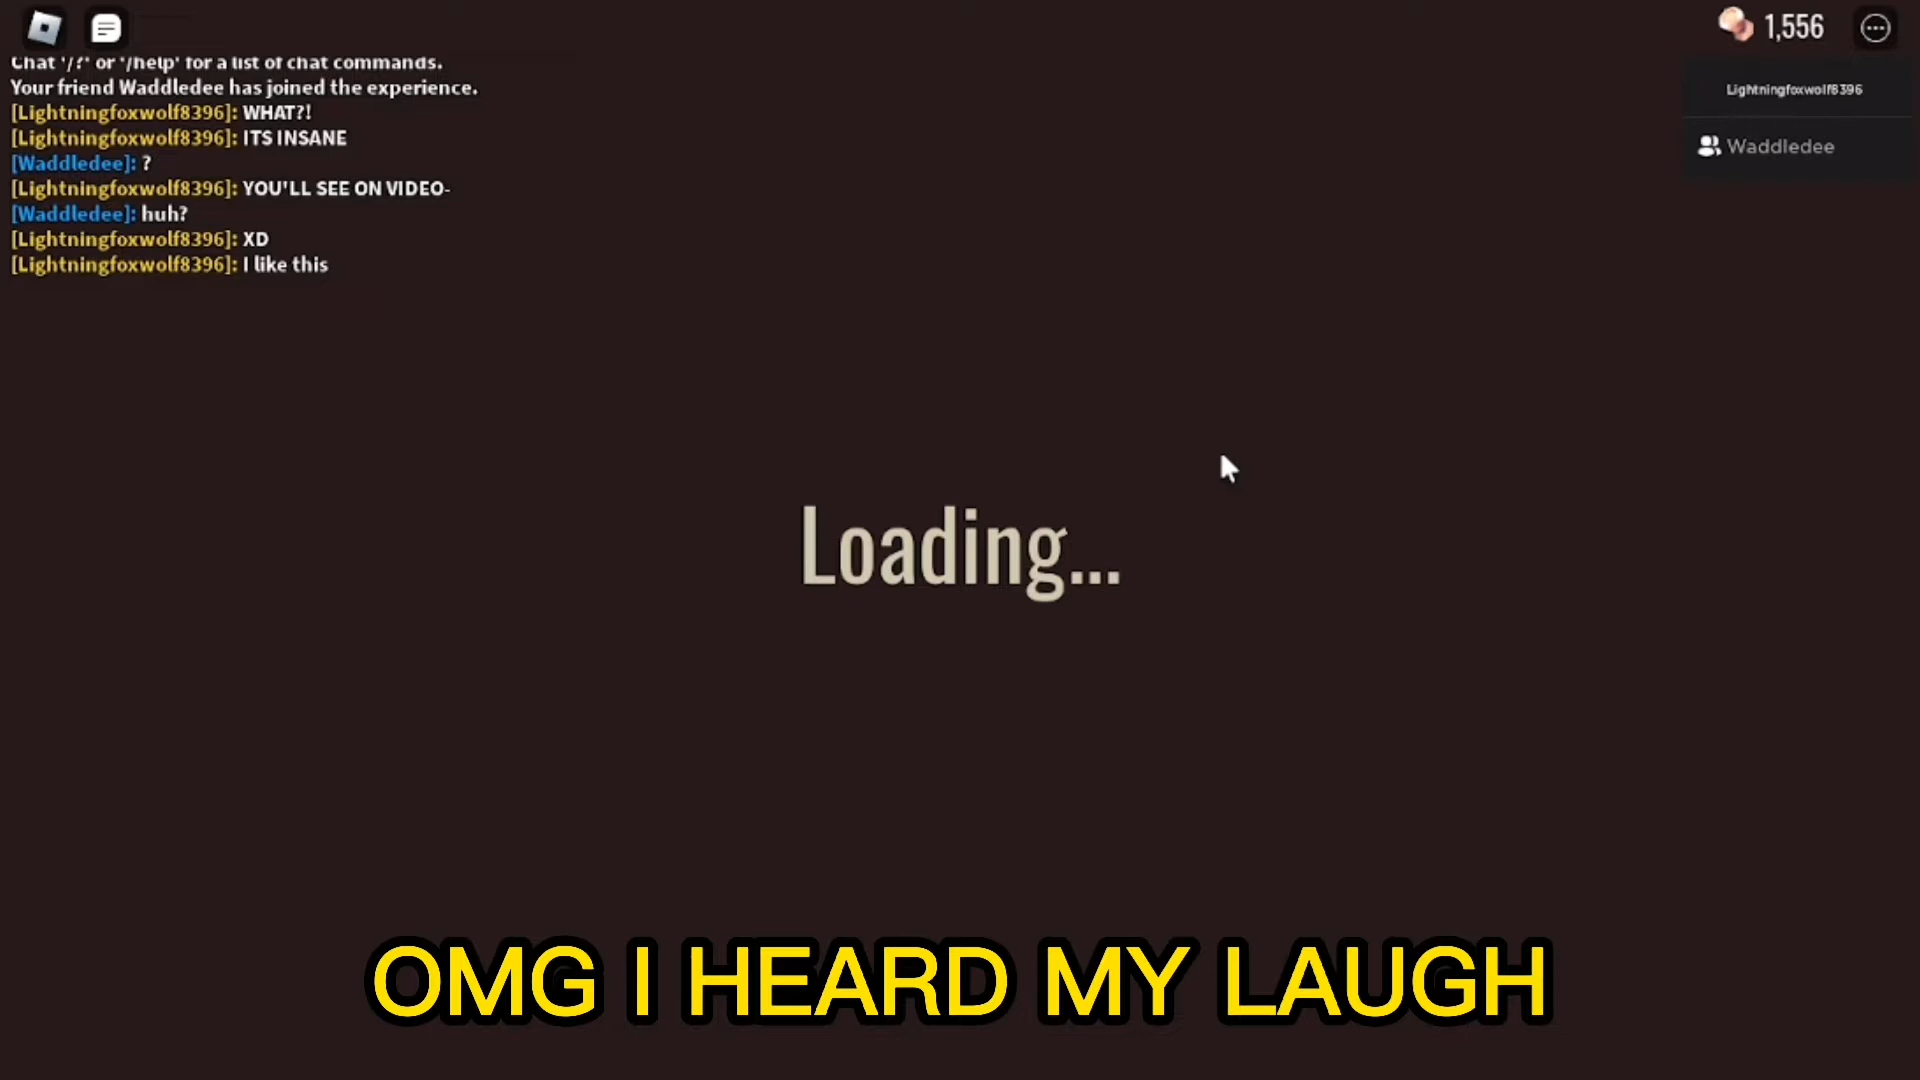 1,556
Chat '/?' or '/help' for a list of chat commands.
Your friend Waddledee has joined the experience.
[Lightningfoxwolf8396]: WHAT?!
[Lightningfoxwolf8396]: ITS INSANE
[Waddledee]: ?
[Lightningfoxwolf8396]: YOU'LL SEE ON VIDEO-
[Waddledee]: huh?
[Lightningfoxwolf8396]: XD
[Lightningfoxwolf8396]: I like this
Lightningfoxwolf8396
Waddledee
Loading...
OMG I HEARD MY LAUGH